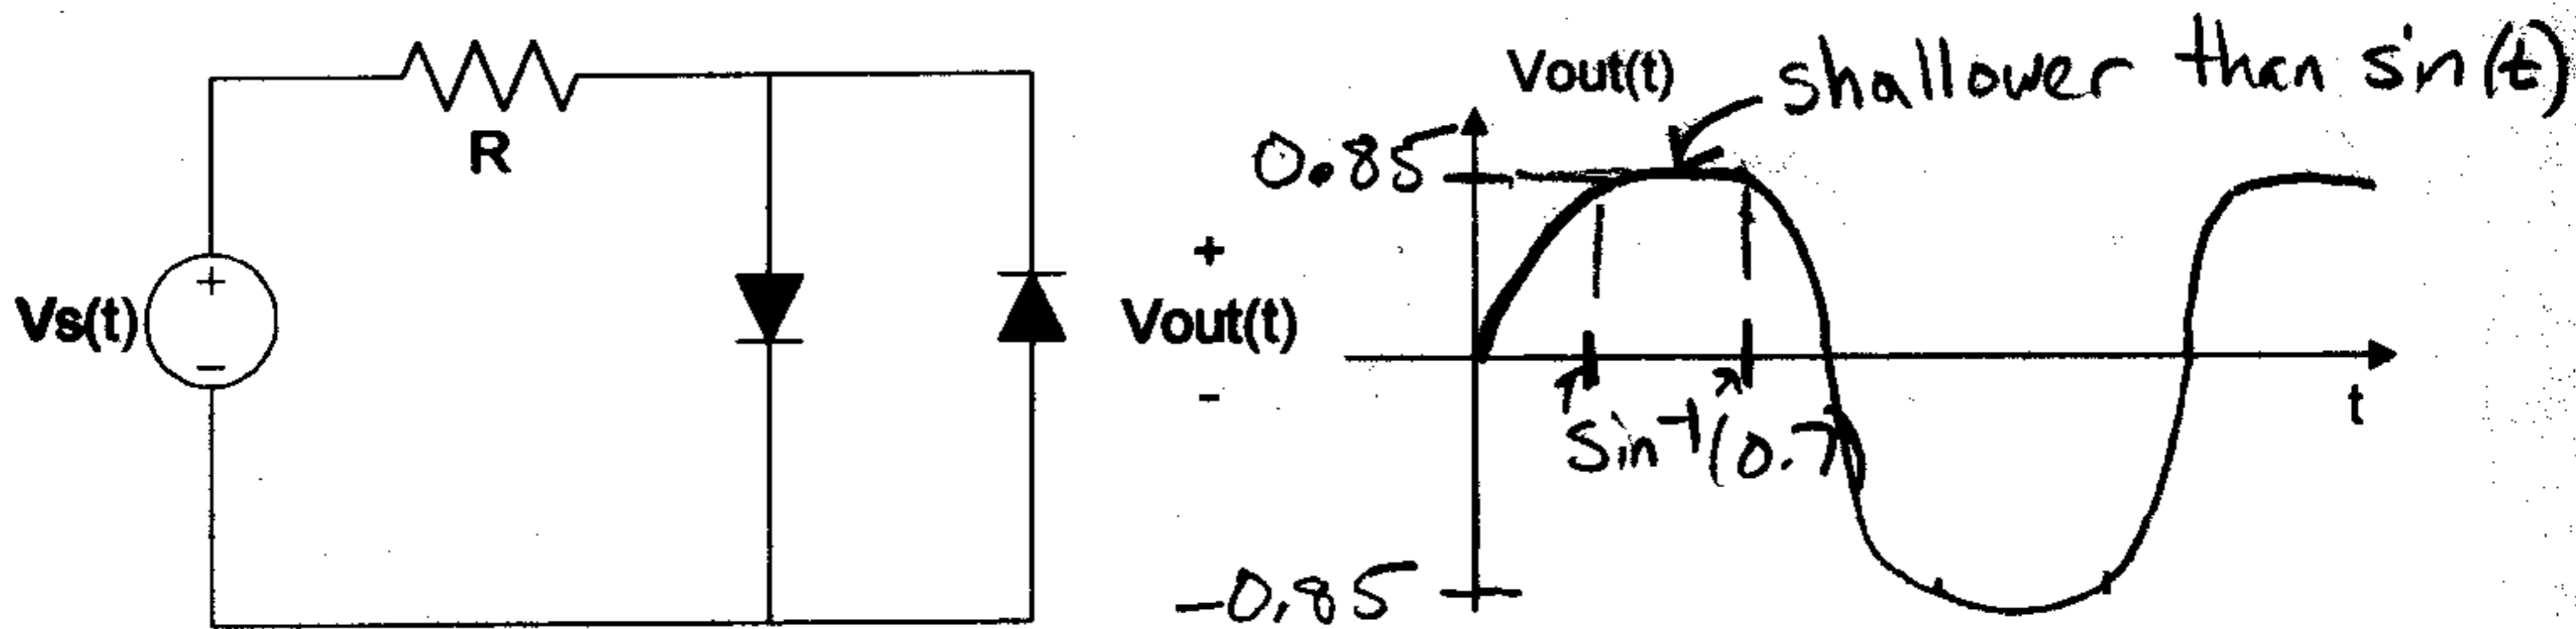 Vout(t) shallower than sin(t)
0.85
R
+
Vs(t)
+
−
Vout(t)
-
t
sin⁻¹(0.7)
-0.85